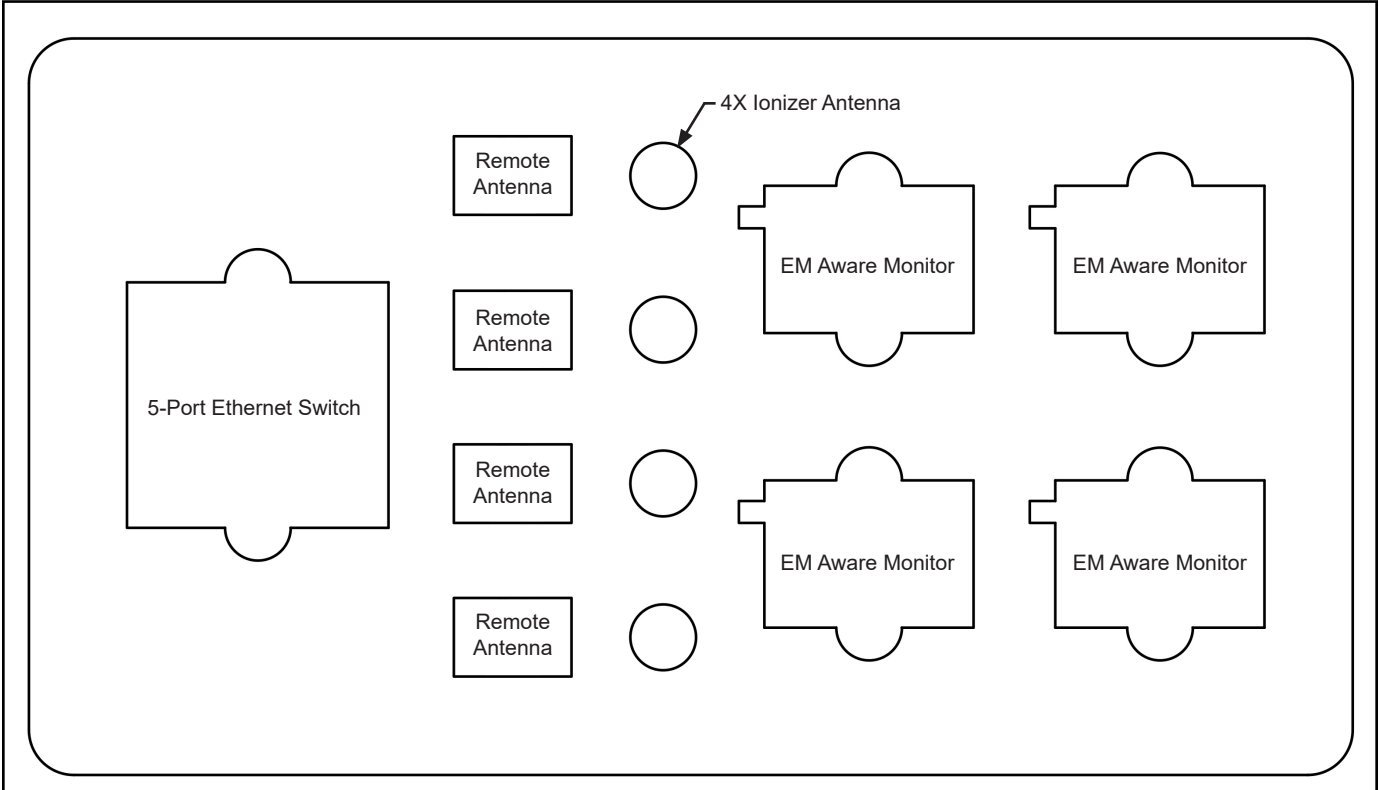 4X Ionizer Antenna
Remote
Antenna
EM Aware Monitor
EM Aware Monitor
Remote
Antenna
5-Port Ethernet Switch
Remote
Antenna
EM Aware Monitor
EM Aware Monitor
Remote
Antenna